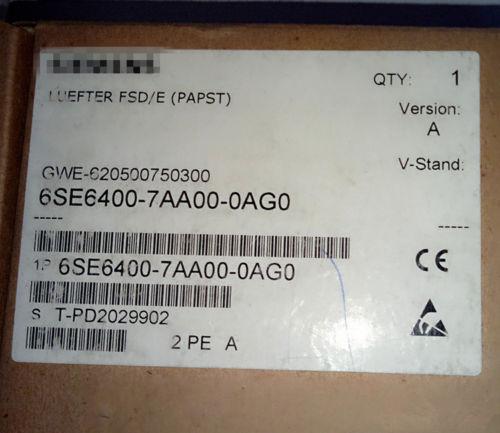 QTY: 1
LUEFTER FSD/E (PAPST)
Version:
A
GWE-620500750300
V-Stand:
6SE6400-7AA00-0AG0
-----
-----
1P 6SE6400-7AA00-0AG0
CE
S T-PD2029902
2 PE A